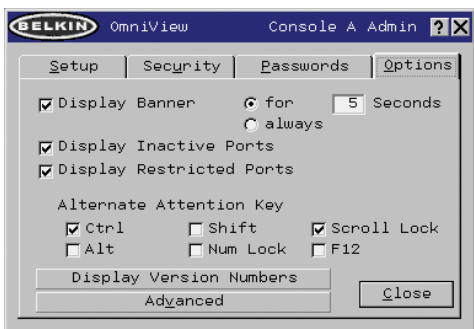 BELKIN OmniView Console A Admin ? X
Setup Security Passwords Options
Display Banner for 5 Seconds
always
Display Inactive Ports
Display Restricted Ports
Alternate Attention Key
Ctrl Shift Scroll Lock
Alt Num Lock F12
Display Version Numbers
Advanced
Close